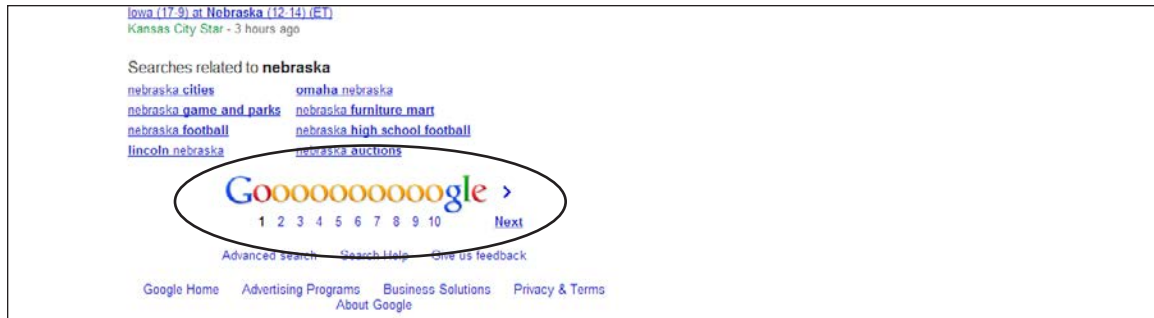 Iowa (17-9) at Nebraska (12-14) (ET)
Kansas City Star - 3 hours ago
Searches related to nebraska
nebraska cities omaha nebraska
nebraska game and parks nebraska furniture mart
nebraska football nebraska high school football
lincoln nebraska nebraska auctions
Goooooooooogle >
1 2 3 4 5 6 7 8 9 10 Next
Advanced search Search Help Give us feedback
Google Home Advertising Programs Business Solutions Privacy & Terms
About Google